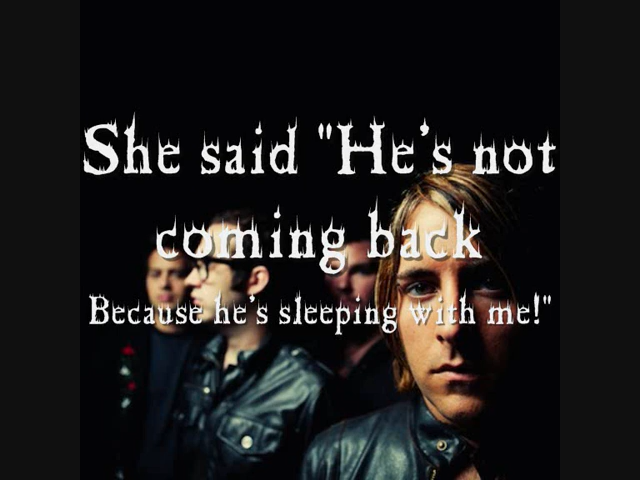 She said "He's not
coming back
Because he's sleeping with me!"